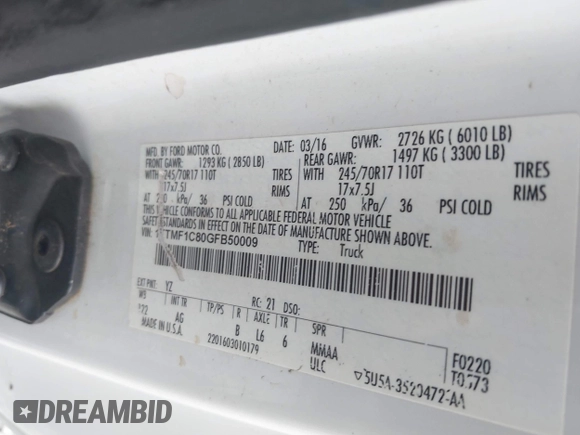 MFD. BY FORD MOTOR CO.
DATE: 03/16 GVWR: 2726 KG ( 6010 LB)
FRONT GAWR: 1293 KG ( 2850 LB) REAR GAWR: 1497 KG ( 3300 LB)
WITH 245/70R17 110T TIRES WITH 245/70R17 110T TIRES
17x7.5J RIMS 17x7.5J RIMS
AT 250 kPa/ 36 PSI COLD AT 250 kPa/ 36 PSI COLD
THIS VEHICLE CONFORMS TO ALL APPLICABLE FEDERAL MOTOR VEHICLE
SAFETY STANDARDS IN EFFECT ON THE DATE OF MANUFACTURE SHOWN ABOVE.
VIN: 1FTMF1C80GFB50009
TYPE: Truck
EXT PNT: YZ RC: 21 DSO:
WB INT TR TP/PS R AXLE TR SPR
122 AG B L6 6 MMAA F0220
MADE IN U.S.A. 2201603010179 ULC T0573
DREAMBID